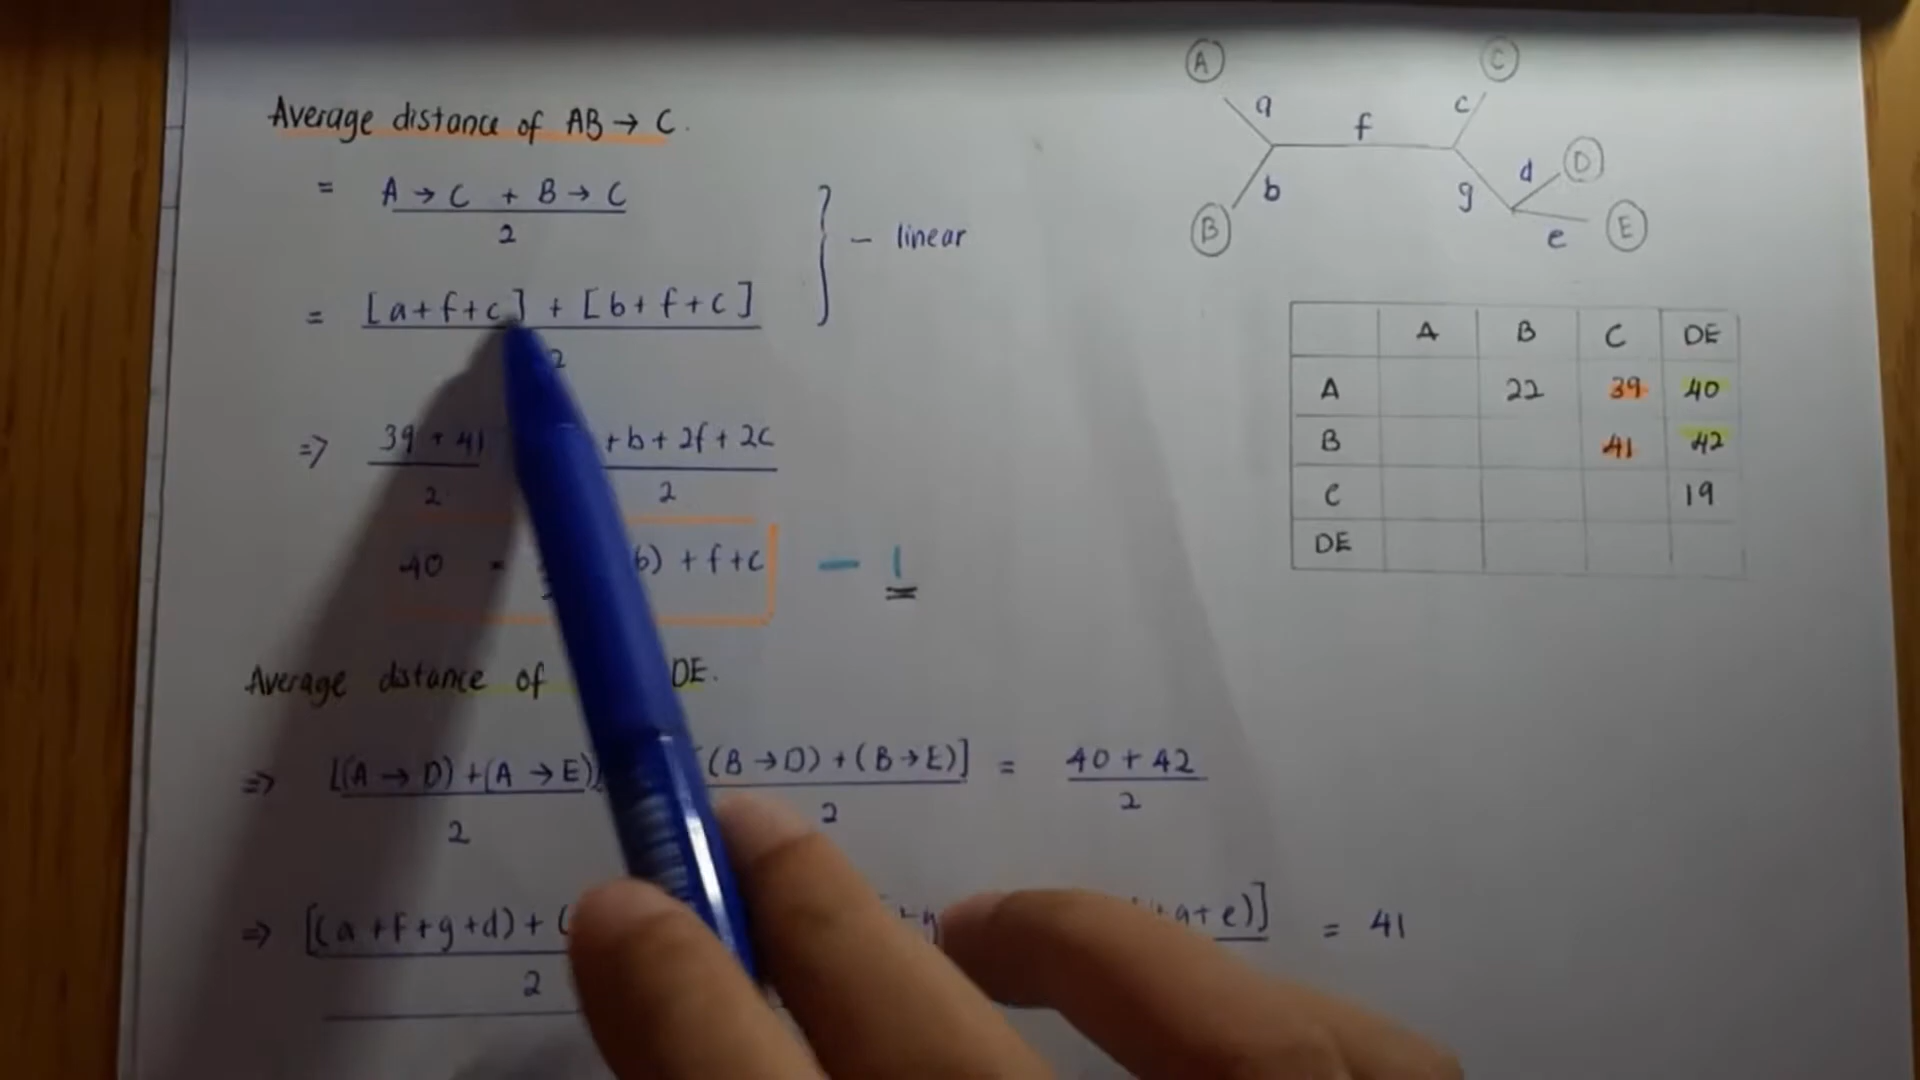 Average distance of AB → C.
= A → C + B → C
2
= [a+f+c] + [b+f+c]
2
} - linear
=> 39 + 41
2
+b + 2f + 2c
2
40 = b) + f+c - 1
Average distance of DE.
=> [(A → D) + (A → E)] (B → D) + (B → E)] = 40 + 42
2 2 2
=> [(a+f+g+d) + ( +e)] = 41
2
A
a
B
b
f
C
c
g
d
D
e
E
A B C DE
A 22 39 40
B 41 42
C 19
DE